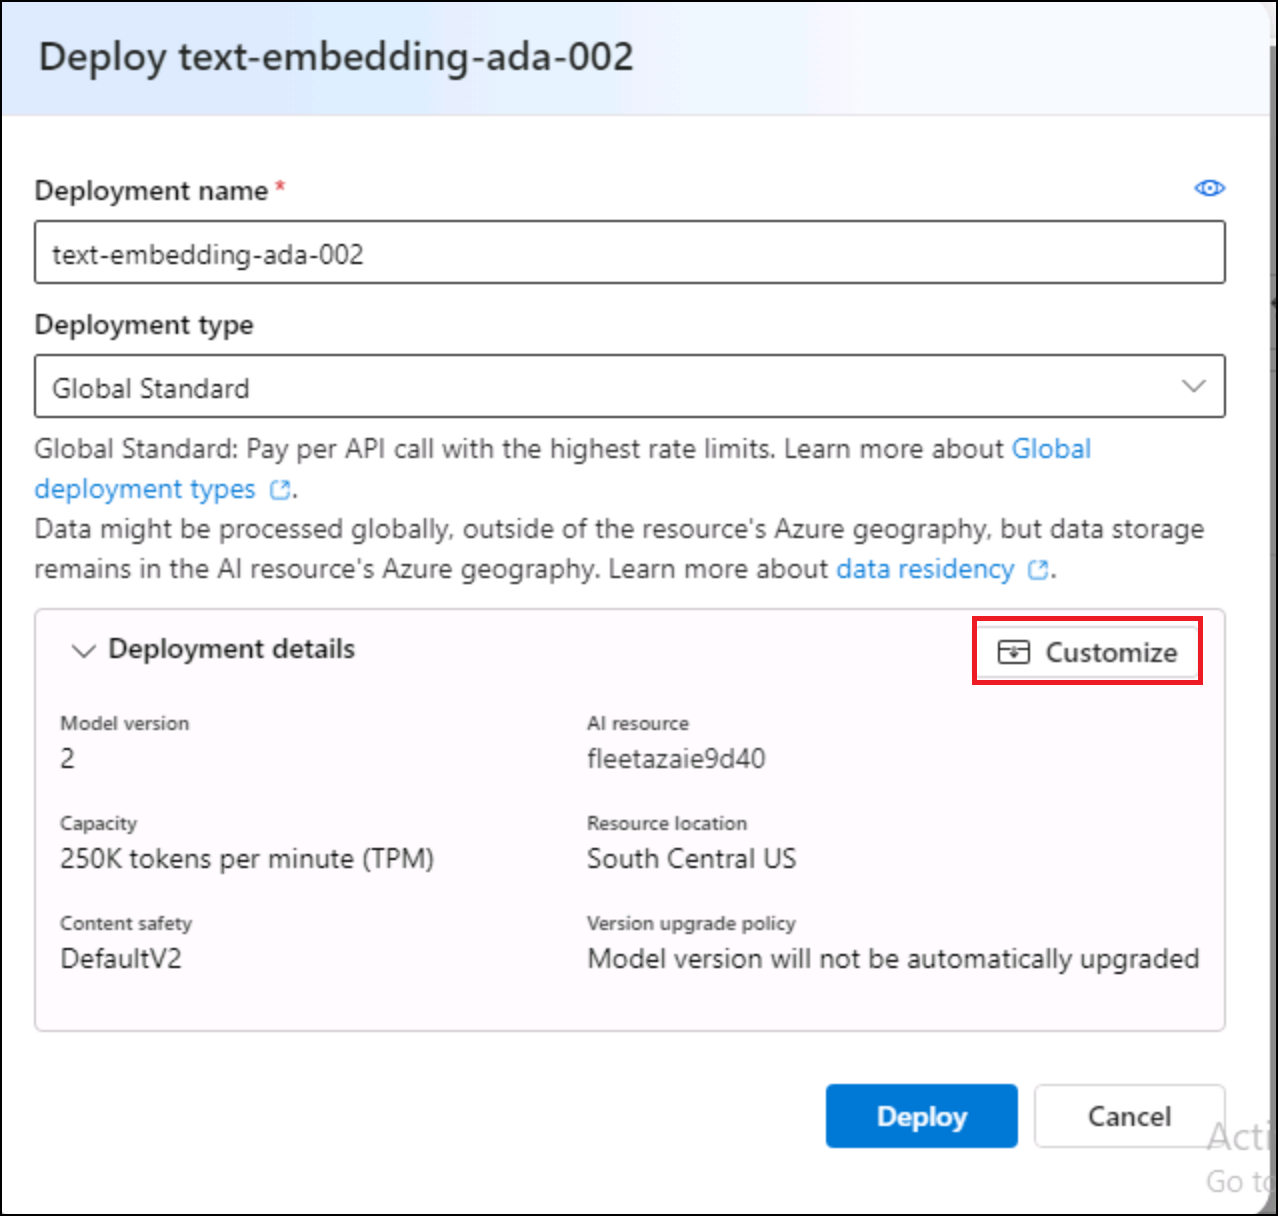 Deploy text-embedding-ada-002
Deployment name *
text-embedding-ada-002
Deployment type
Global Standard
Global Standard: Pay per API call with the highest rate limits. Learn more about Global
deployment types .
Data might be processed globally, outside of the resource's Azure geography, but data storage
remains in the AI resource's Azure geography. Learn more about data residency .
Deployment details
Customize
Model version
2
AI resource
fleetazaie9d40
Capacity
250K tokens per minute (TPM)
Resource location
South Central US
Content safety
DefaultV2
Version upgrade policy
Model version will not be automatically upgraded
Deploy
Cancel
Go